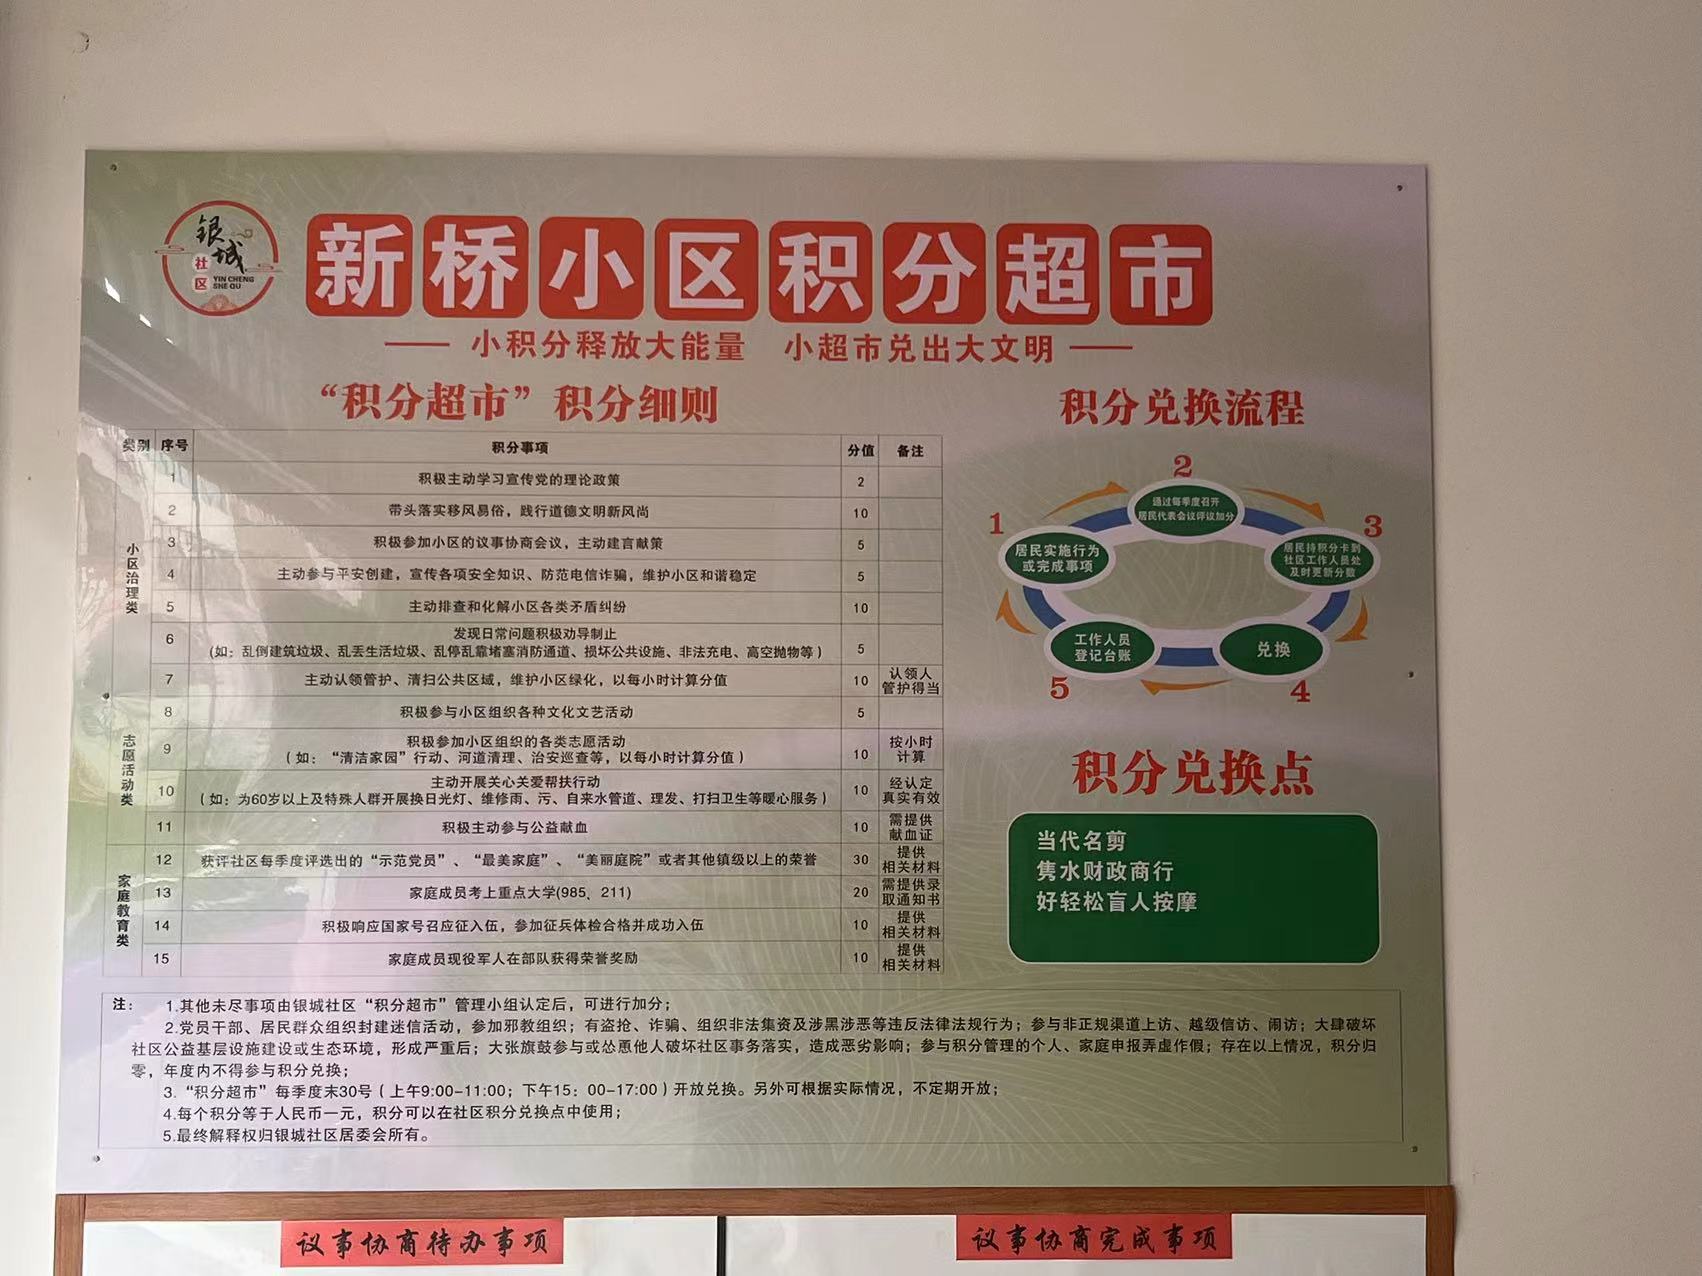 银城
社区
YIN CHENG
SHE QU
新桥小区积分超市
小积分释放大能量 小超市兑出大文明
“积分超市”积分细则
类别 序号 积分事项 分值 备注
小区治理类
1 积极主动学习宣传党的理论政策 2
2 带头落实移风易俗，践行道德文明新风尚 10
3 积极参加小区的议事协商会议，主动建言献策 5
4 主动参与平安创建，宣传各项安全知识、防范电信诈骗，维护小区和谐稳定 5
5 主动排查和化解小区各类矛盾纠纷 10
6 发现日常问题积极劝导制止
(如：乱倒建筑垃圾、乱丢生活垃圾、乱停乱靠堵塞消防通道、损坏公共设施、非法充电、高空抛物等) 5
7 主动认领管护、清扫公共区域，维护小区绿化，以每小时计算分值 10 认领人
管护得当
志愿活动类
8 积极参与小区组织各种文化文艺活动 5
9 积极参加小区组织的各类志愿活动
(如：“清洁家园”行动、河道清理、治安巡查等，以每小时计算分值) 10 按小时
计算
10 主动开展关心关爱帮扶行动
(如：为60岁以上及特殊人群开展换日光灯、维修雨、污、自来水管道、理发、打扫卫生等暖心服务) 10 经认定
真实有效
11 积极主动参与公益献血 10 需提供
献血证
家庭教育类
12 获评社区每季度评选出的“示范党员”、“最美家庭”、“美丽庭院”或者其他镇级以上的荣誉 30 提供
相关材料
13 家庭成员考上重点大学(985、211) 20 需提供录
取通知书
14 积极响应国家号召应征入伍，参加征兵体检合格并成功入伍 10 提供
相关材料
15 家庭成员现役军人在部队获得荣誉奖励 10 提供
相关材料
积分兑换流程
1
居民实施行为
或完成事项
2
通过每季度召开
居民代表会议评议加分
3
居民持积分卡到
社区工作人员处
及时更新分数
4
兑换
5
工作人员
登记台账
积分兑换点
当代名剪
隽水财政商行
好轻松盲人按摩
注： 1.其他未尽事项由银城社区“积分超市”管理小组认定后，可进行加分；
2.党员干部、居民群众组织封建迷信活动，参加邪教组织；有盗抢、诈骗、组织非法集资及涉黑涉恶等违反法律法规行为；参与非正规渠道上访、越级信访、闹访；大肆破坏
社区公益基层设施建设或生态环境，形成严重后；大张旗鼓参与或怂恿他人破坏社区事务落实，造成恶劣影响；参与积分管理的个人、家庭申报弄虚作假；存在以上情况，积分归
零，年度内不得参与积分兑换；
3.“积分超市”每季度末30号（上午9:00-11:00；下午15：00-17:00）开放兑换。另外可根据实际情况，不定期开放；
4.每个积分等于人民币一元，积分可以在社区积分兑换点中使用；
5.最终解释权归银城社区居委会所有。
议事协商待办事项
议事协商完成事项